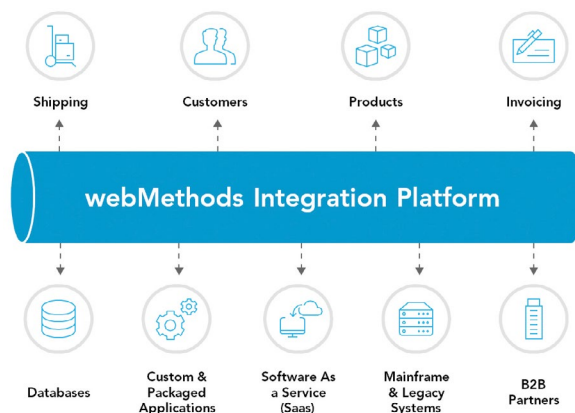 Shipping
Customers
Products
Invoicing
webMethods Integration Platform
Databases
Custom &
Packaged
Applications
Software As
a Service
(Saas)
Mainframe
& Legacy
Systems
B2B
Partners